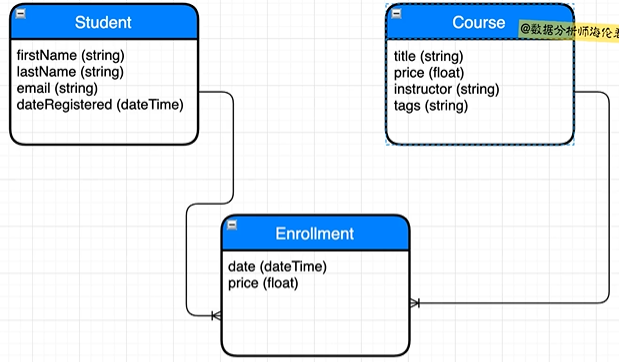 Student
firstName (string)
lastName (string)
email (string)
dateRegistered (dateTime)
Course
@数据分析师海伦
title (string)
price (float)
instructor (string)
tags (string)
Enrollment
date (dateTime)
price (float)